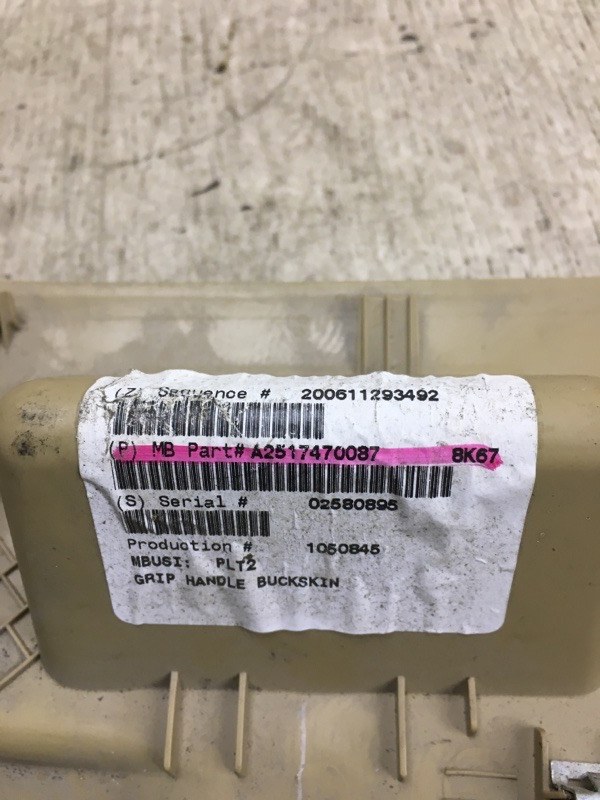 (Z) Sequence # 200611293492
(P) MB Part# A2517470087 8K67
(S) Serial # 02580895
Production # 1050845
MBUSI: PLT2
GRIP HANDLE BUCKSKIN